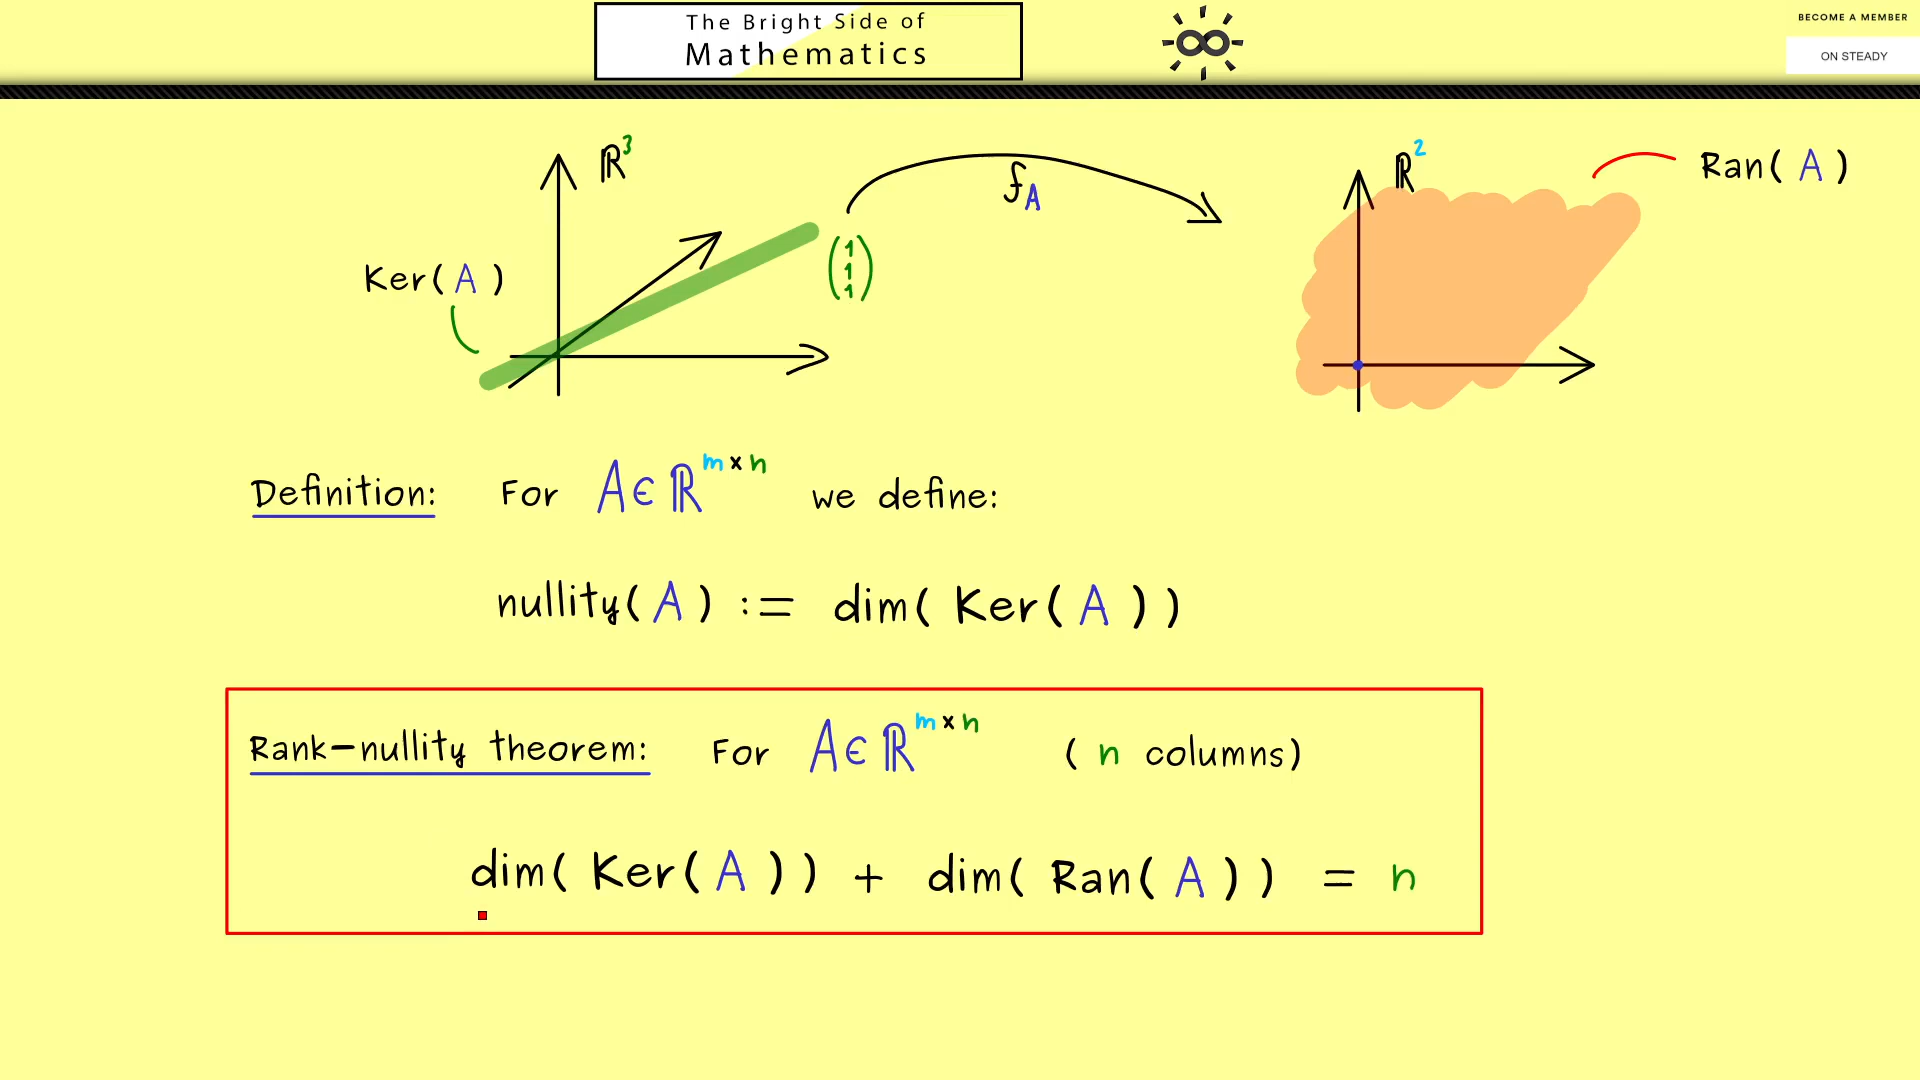 The Bright Side of
Mathematics
BECOME A MEMBER
ON STEADY
ℝ³
f_A
ℝ²
Ran(A)
Ker(A)
(1 1 1)
Definition: For A∈ℝ^{m×n} we define:
nullity(A) := dim(Ker(A))
Rank-nullity theorem: For A∈ℝ^{m×n} (n columns)
dim(Ker(A)) + dim(Ran(A)) = n